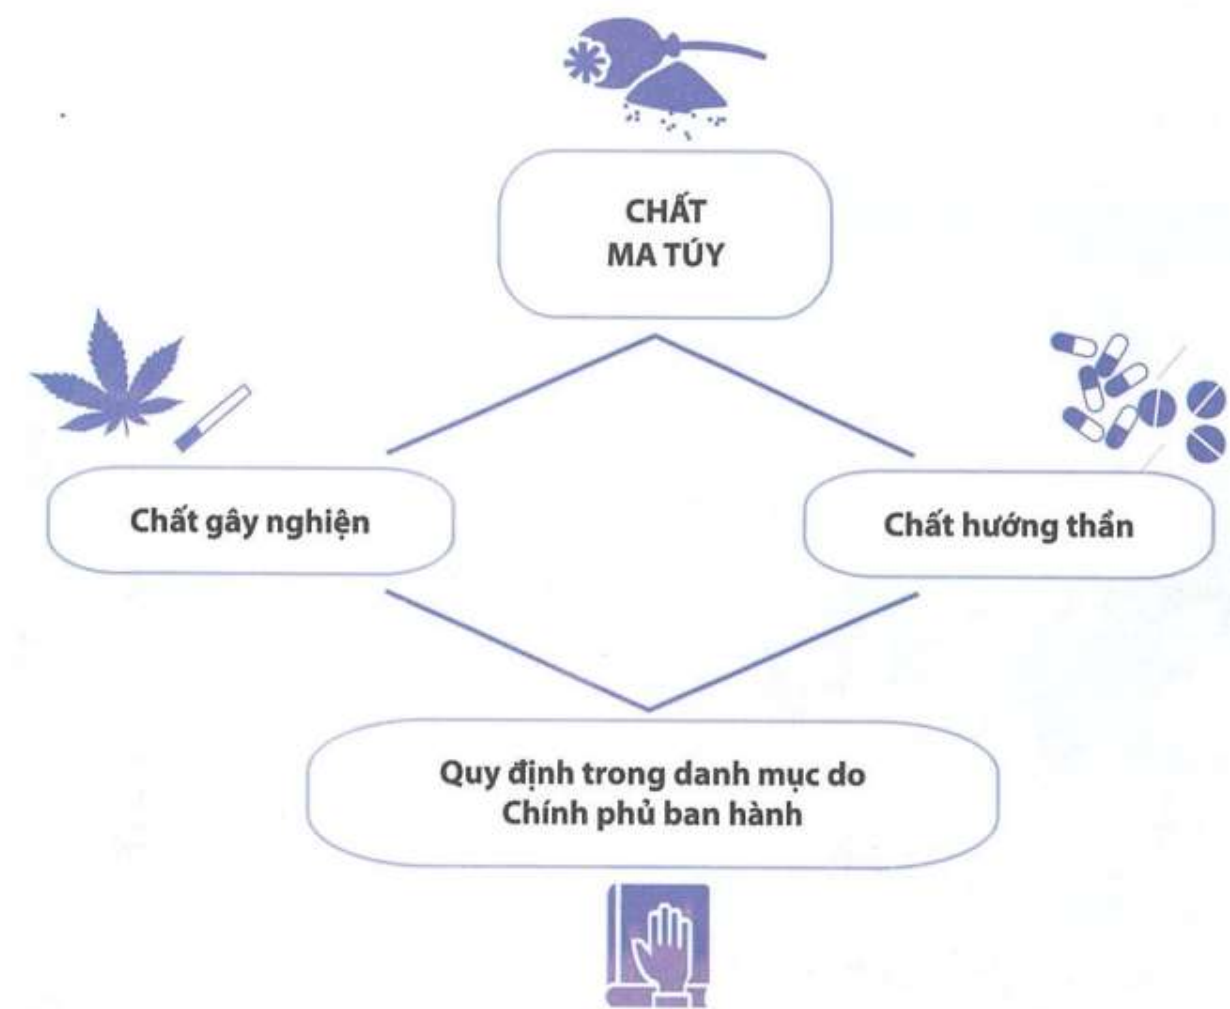 CHẤT
MA TÚY
Chất gây nghiện
Chất hướng thần
Quy định trong danh mục do
Chính phủ ban hành